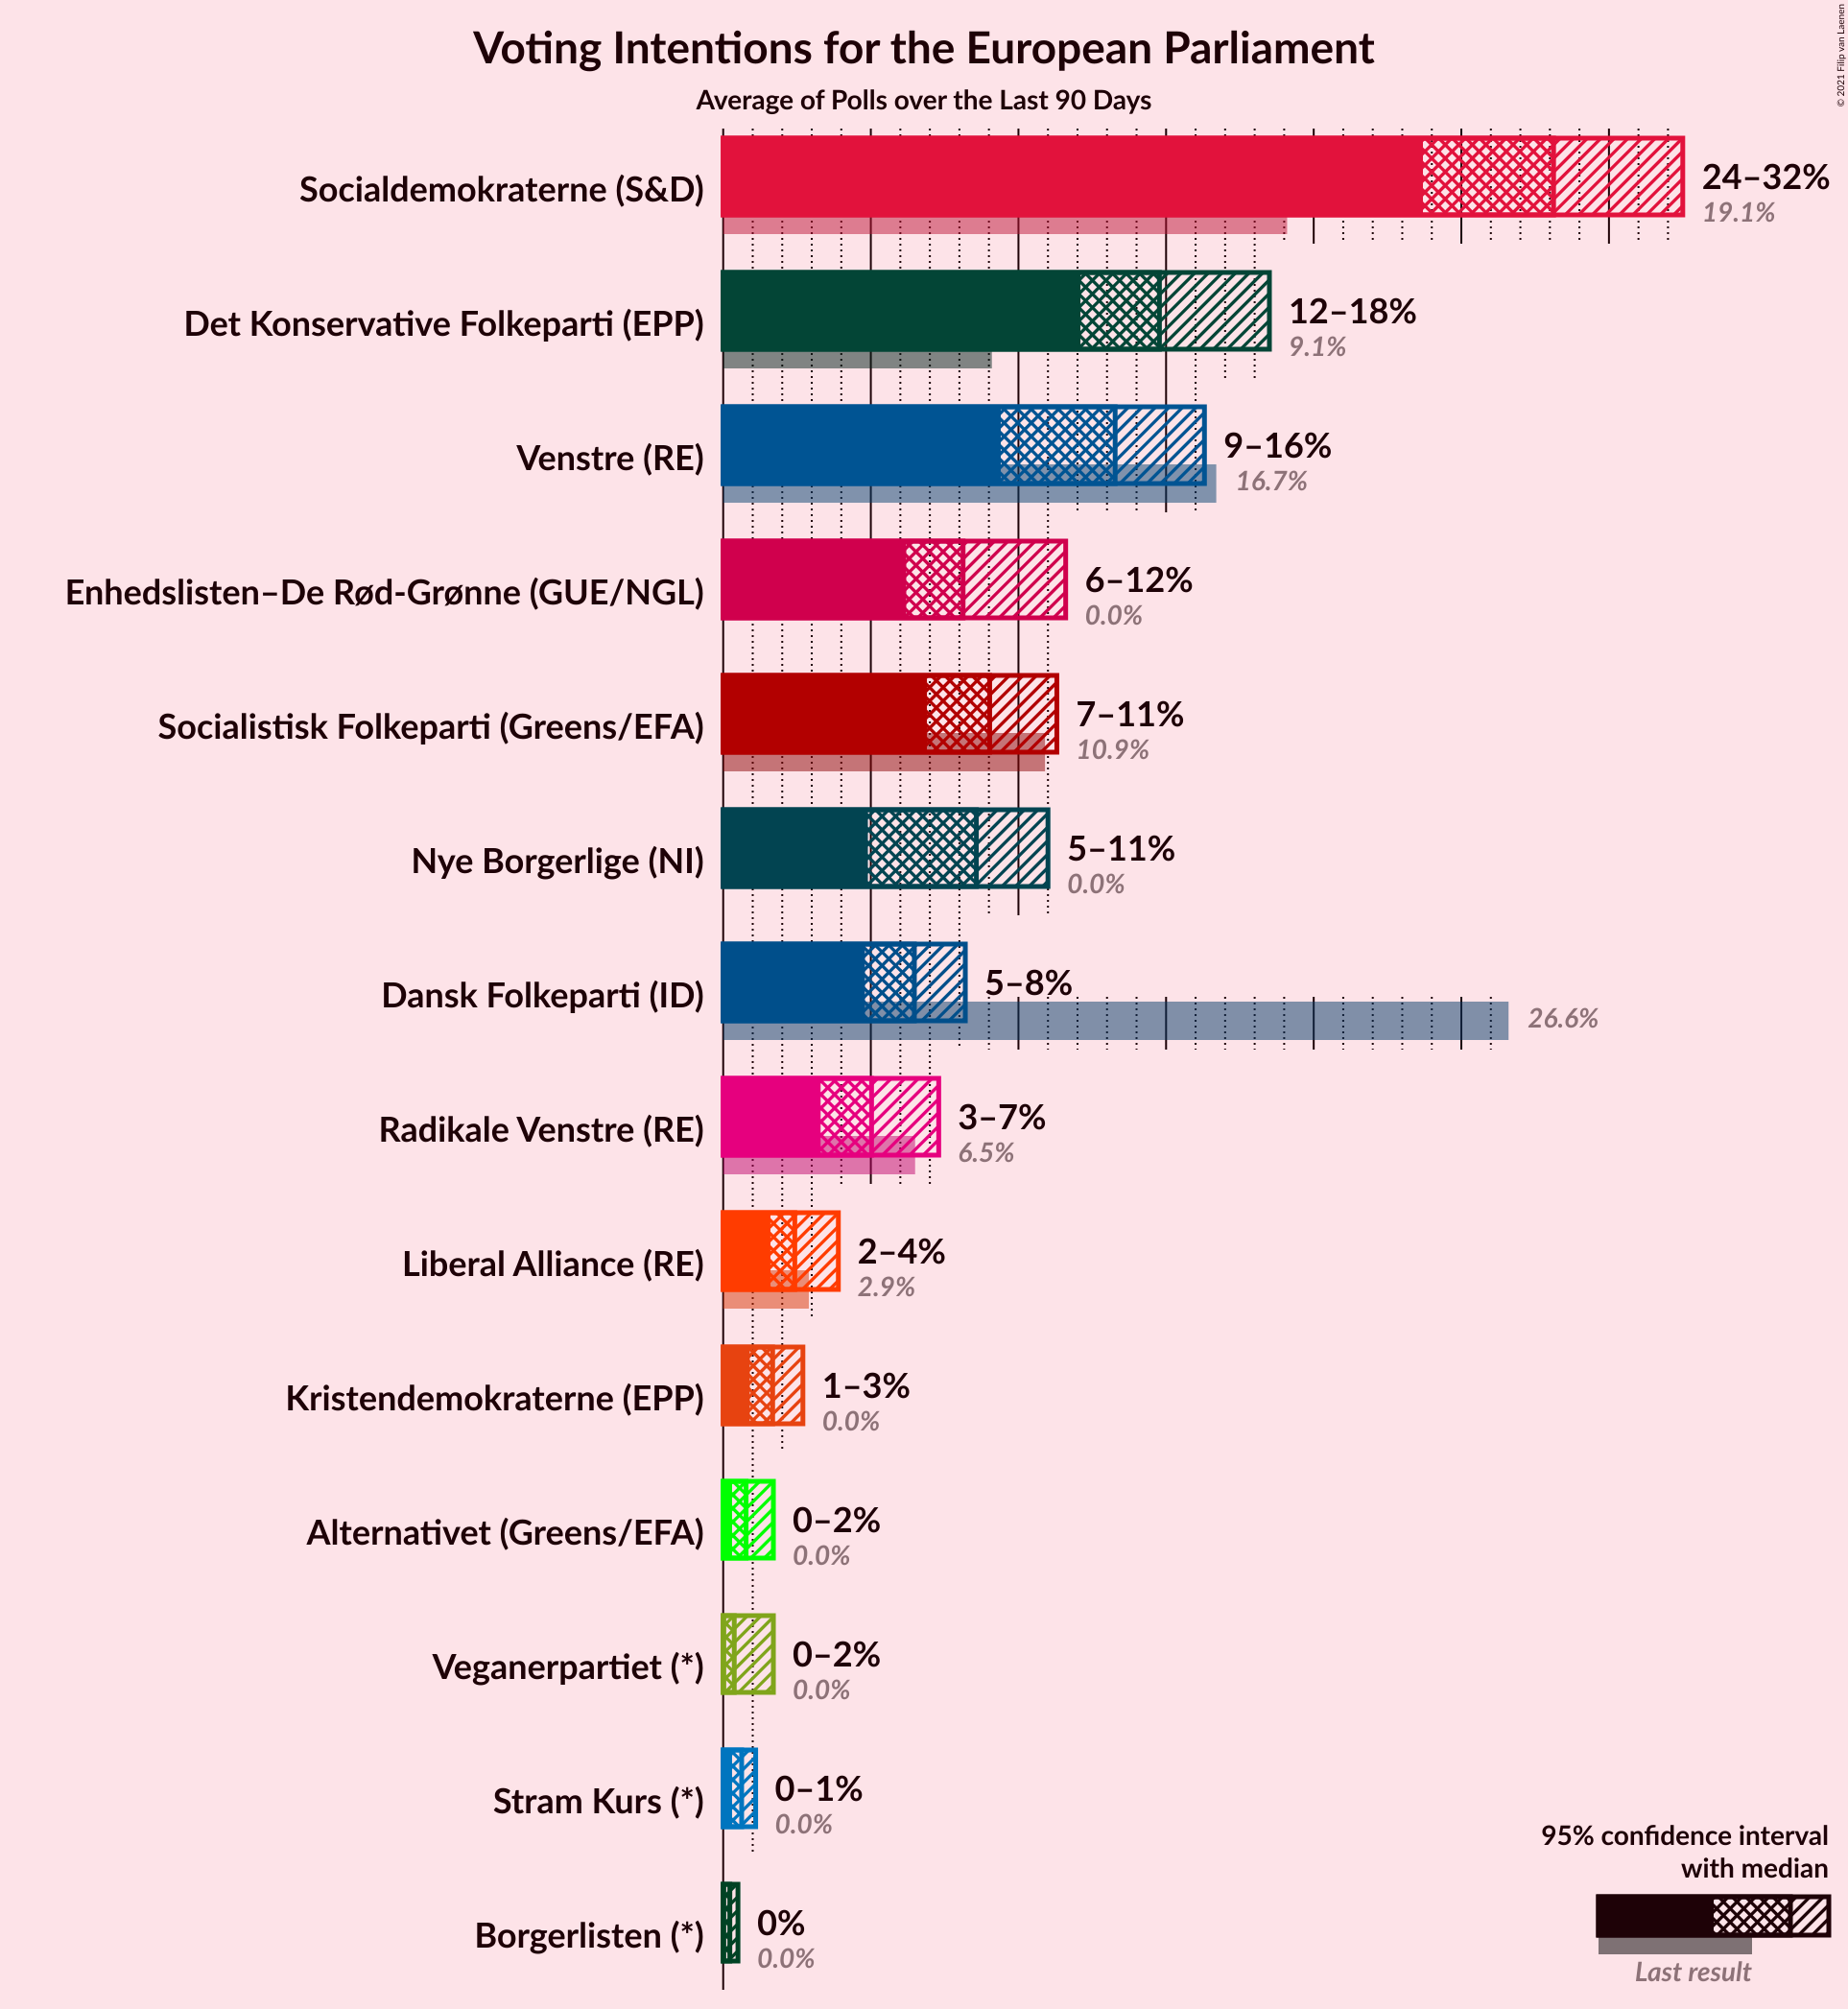 Voting Intentions for the European Parliament
Average of Polls over the Last 90 Days
© 2021 Filip van Laenen
Socialdemokraterne (S&D)
24–32%
19.1%
Det Konservative Folkeparti (EPP)
12–18%
9.1%
Venstre (RE)
9–16%
16.7%
Enhedslisten–De Rød-Grønne (GUE/NGL)
6–12%
0.0%
Socialistisk Folkeparti (Greens/EFA)
7–11%
10.9%
Nye Borgerlige (NI)
5–11%
0.0%
Dansk Folkeparti (ID)
5–8%
26.6%
Radikale Venstre (RE)
3–7%
6.5%
Liberal Alliance (RE)
2–4%
2.9%
Kristendemokraterne (EPP)
1–3%
0.0%
Alternativet (Greens/EFA)
0–2%
0.0%
Veganerpartiet (*)
0–2%
0.0%
Stram Kurs (*)
0–1%
0.0%
Borgerlisten (*)
0%
0.0%
95% confidence interval
with median
Last result